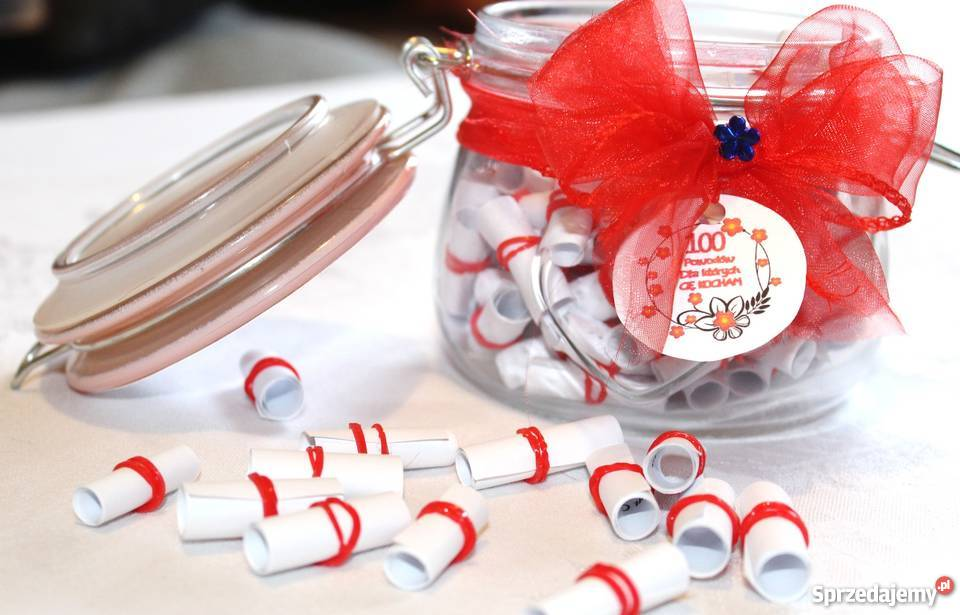 100
Powodów
Dla których
CIĘ KOCHAM
Sprzedajemy.pl